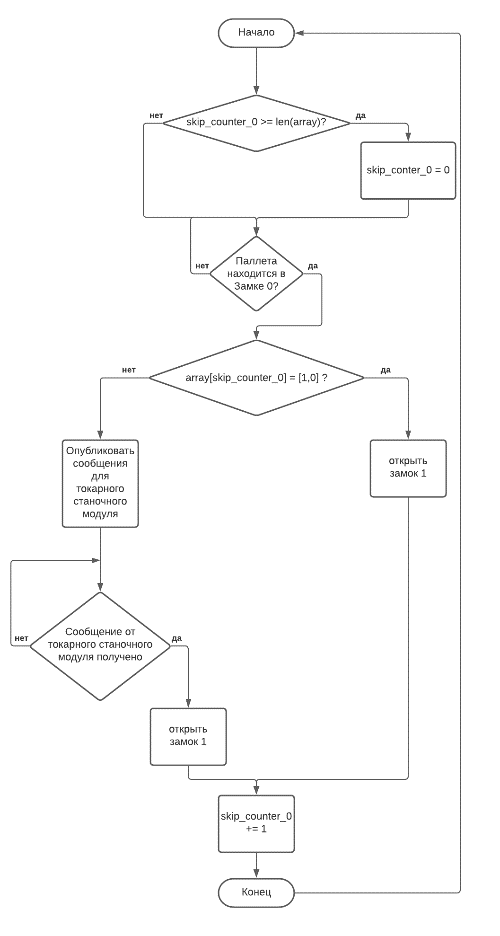 Начало
skip_counter_0 >= len(array)?
нет
да
skip_conter_0 = 0
Паллета
находится в
Замке 0?
нет
да
array[skip_counter_0] = [1,0] ?
нет
да
Опубликовать
сообщения
для
токарного
станочного
модуля
открыть
замок 1
Сообщение от
токарного станочного
модуля получено
нет
да
открыть
замок 1
skip_counter_0
+= 1
Конец